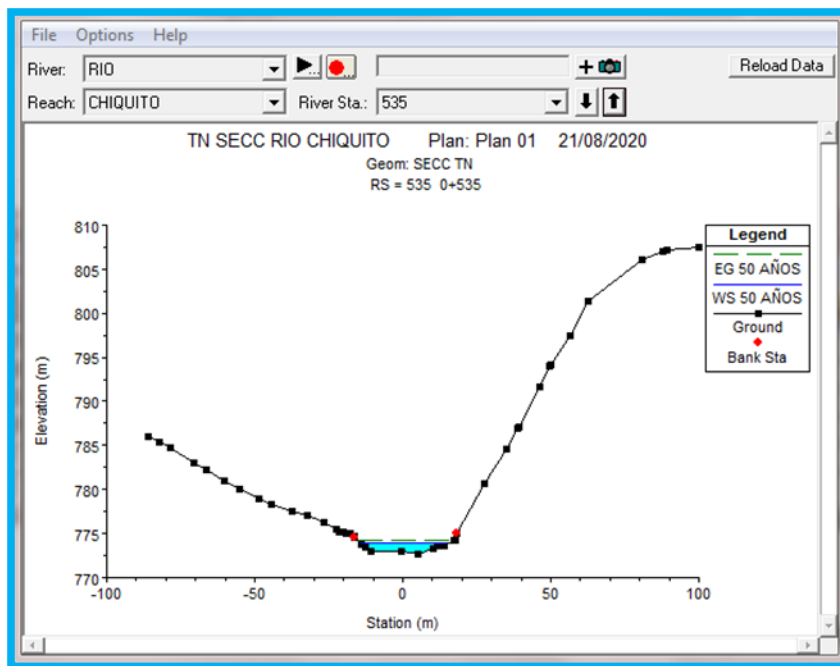 File Options Help
River: RIO
Reload Data
Reach: CHIQUITO River Sta.: 535
TN SECC RIO CHIQUITO Plan: Plan 01 21/08/2020
Geom: SECC TN
RS = 535 0+535
Elevation (m)
810
805
800
795
790
785
780
775
770
-100 -50 0 50 100
Station (m)
Legend
EG 50 AÑOS
WS 50 AÑOS
Ground
Bank Sta